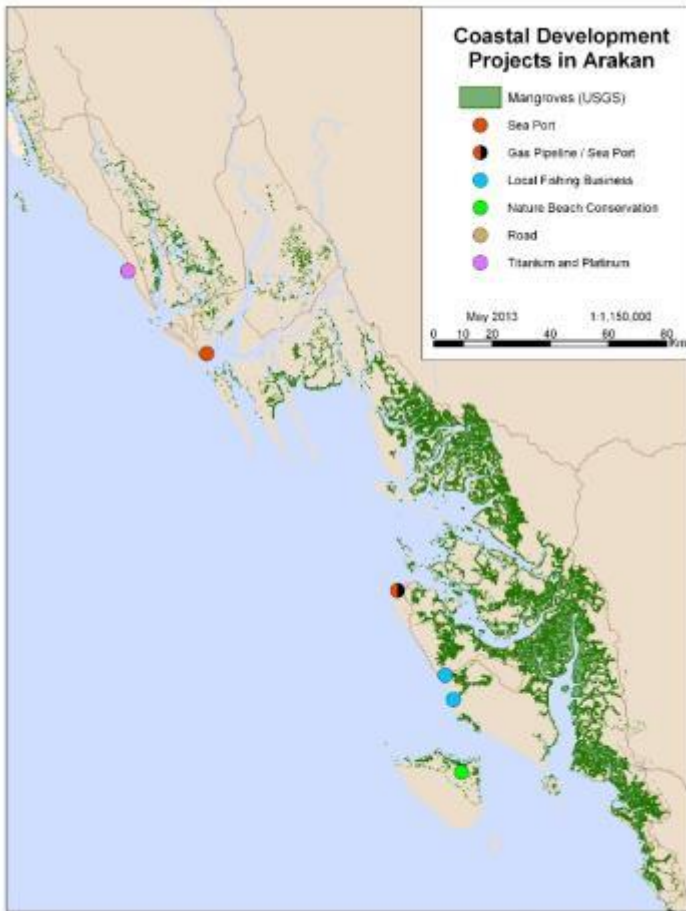 Coastal Development
Projects in Arakan
Mangroves (USGS)
Sea Port
Gas Pipeline / Sea Port
Local Fishing Business
Nature Beach Conservation
Road
Titanium and Platinum
May 2013 1:1,150,000
0 10 20 40 60 80
Km